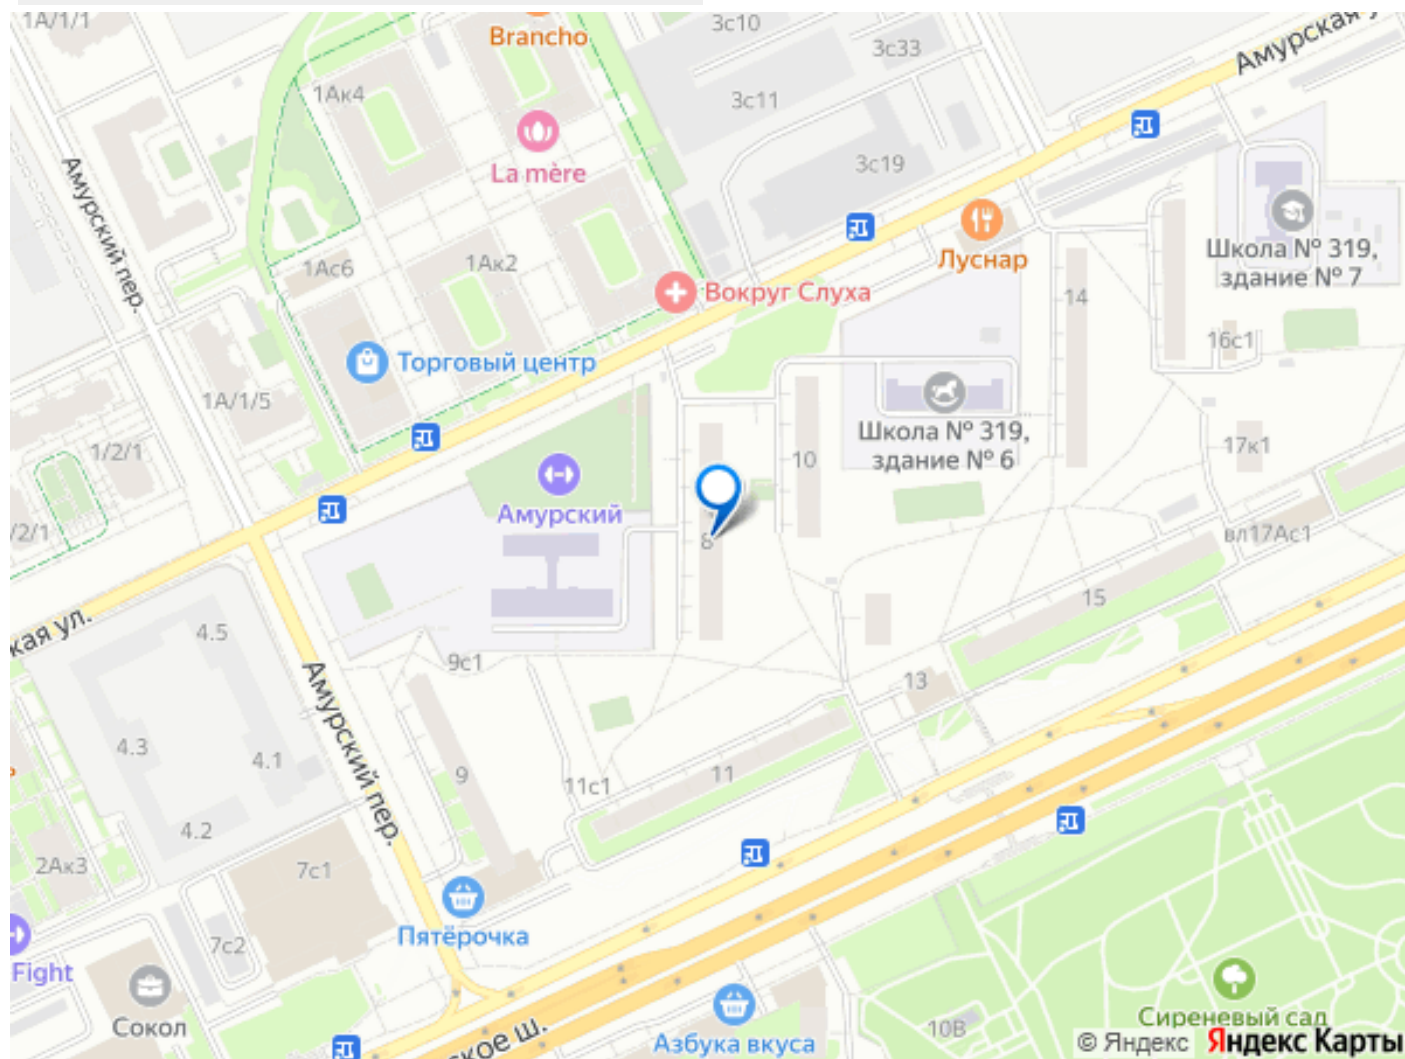 1А/1/1
Brancho
3с10
3с33
Амурская у
1Ак4
3с11
La mère
3с19
Амурский пер.
Школа № 319,
здание № 7
Луснар
1Ас6
1Ак2
Вокруг Слуха
14
16с1
Торговый центр
1А/1/5
Школа № 319,
здание № 6
1/2/1
10
17к1
Амурский
/2/1
8
вл17Ас1
15
кая ул.
4.5
9с1
13
Амурский пер.
4.3
4.1
9
11с1
11
4.2
2Ак3
7с1
Пятёрочка
7с2
Fight
Сокол
ское ш.
Азбука вкуса
10В
Сиреневый сад
© Яндекс Яндекс Карты